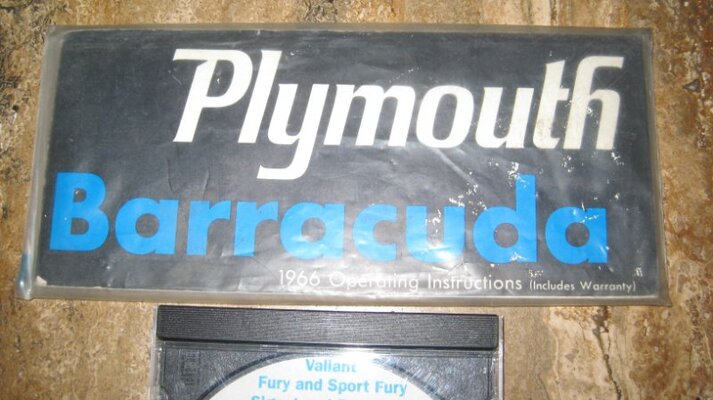 Plymouth
Barracuda
1966 Operating Instructions (Includes Warranty)
Valiant
Fury and Sport Fury